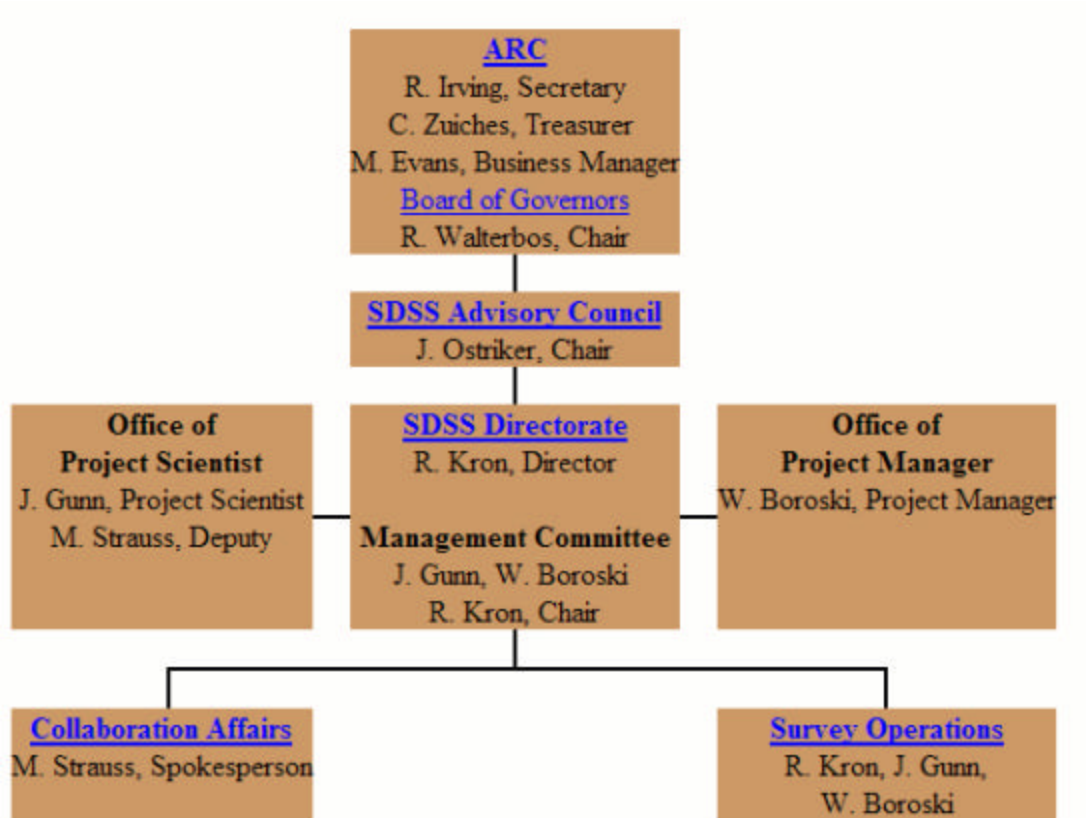 ARC
R. Irving, Secretary
C. Zuiches, Treasurer
M. Evans, Business Manager
Board of Governors
R. Walterbos, Chair
SDSS Advisory Council
J. Ostriker, Chair
Office of
Project Scientist
J. Gunn, Project Scientist
M. Strauss, Deputy
SDSS Directorate
R. Kron, Director
Management Committee
J. Gunn, W. Boroski
R. Kron, Chair
Office of
Project Manager
W. Boroski, Project Manager
Collaboration Affairs
M. Strauss, Spokesperson
Survey Operations
R. Kron, J. Gunn,
W. Boroski